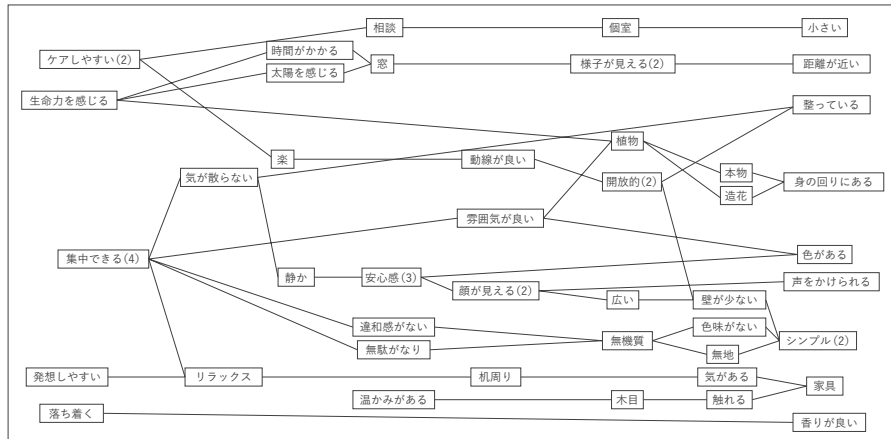 相談
個室
小さい
ケアしやすい(2)
時間がかかる
太陽を感じる
窓
様子が見える(2)
距離が近い
生命力を感じる
整っている
植物
楽
動線が良い
気が散らない
開放的(2)
本物
造花
身の回りにある
雰囲気が良い
集中できる(4)
色がある
静か
安心感(3)
顔が見える(2)
声をかけられる
広い
壁が少ない
違和感がない
無駄がなり
無機質
色味がない
無地
シンプル(2)
発想しやすい
リラックス
机周り
気がある
家具
温かみがある
木目
触れる
落ち着く
香りが良い